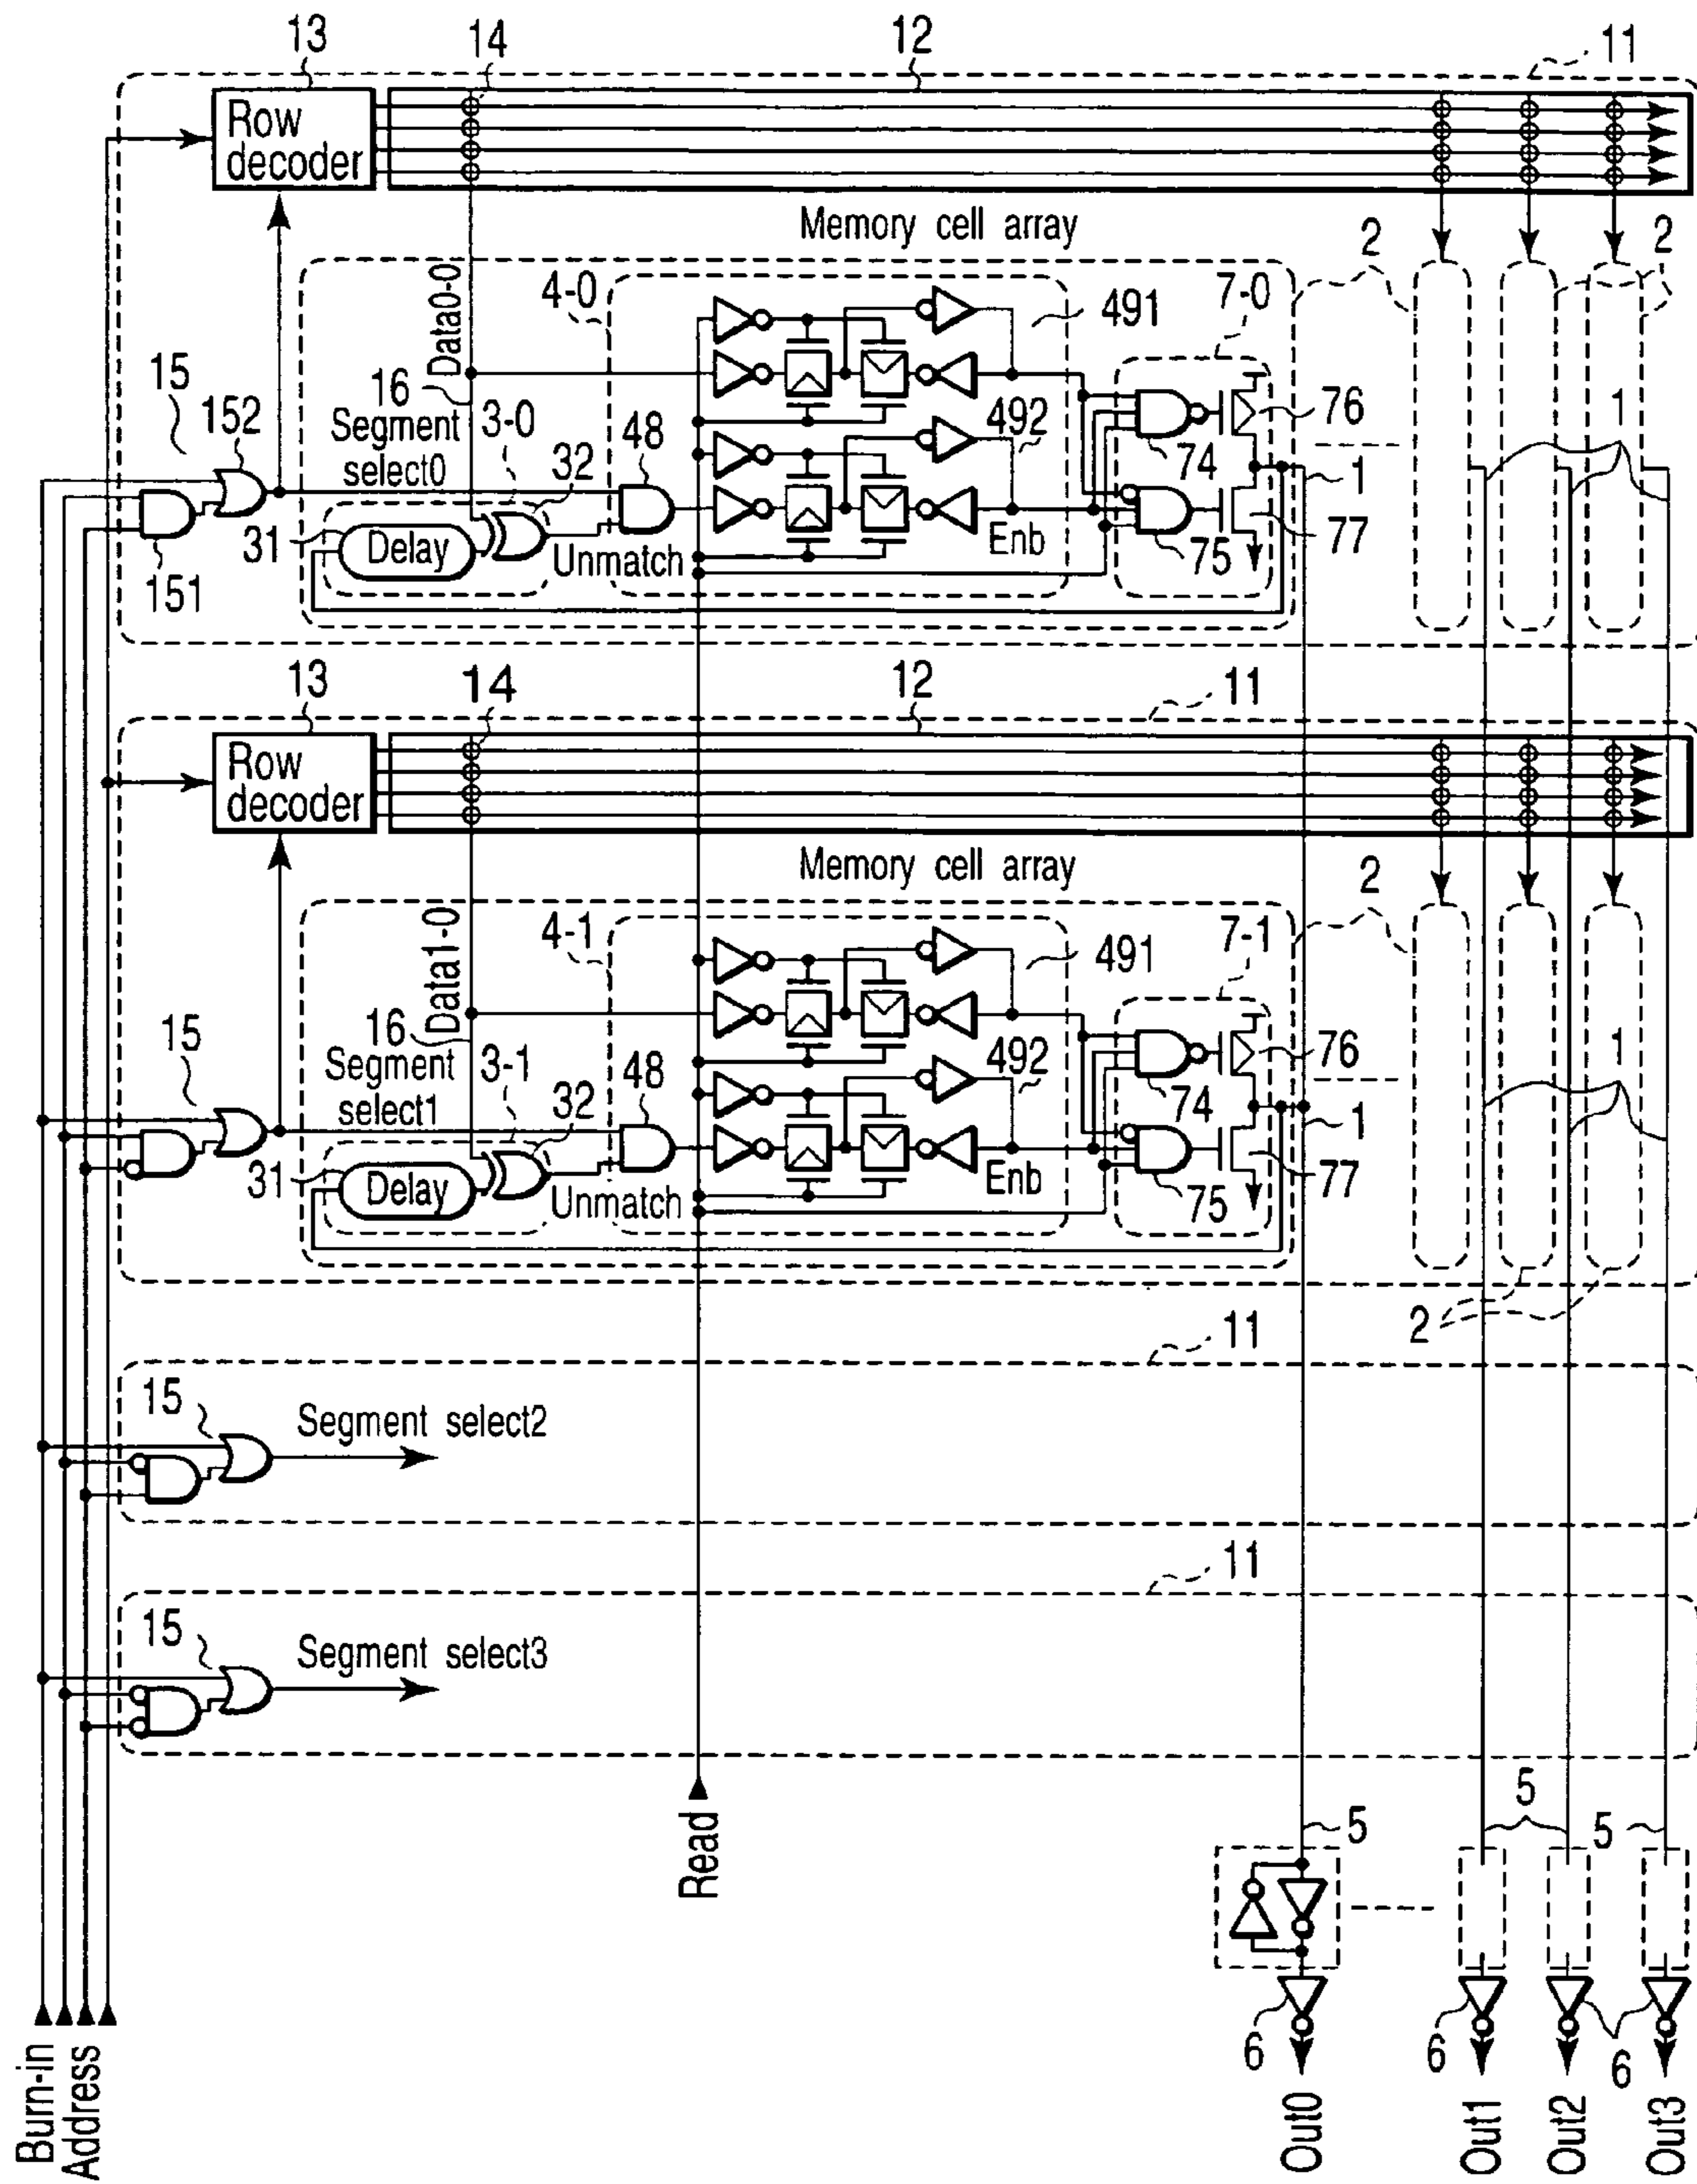 13
14
12
11
Row
decoder
Memory cell array
2
2
Data0-0
4-0
7-0
491
15
16
152
Segment
select0
3-0
32
48
492
76
1
74
1
31
Delay
Unmatch
Enb
75
77
151
13
14
12
11
Row
decoder
Memory cell array
2
Data1-0
4-1
7-1
491
15
16
Segment
select1
3-1
32
48
492
76
1
74
1
31
Delay
Unmatch
Enb
75
77
2
11
15
Segment select2
11
15
Segment select3
Read
5
5
5
6
6
6
Burn-in
Address
Out0
Out1
Out2
Out3